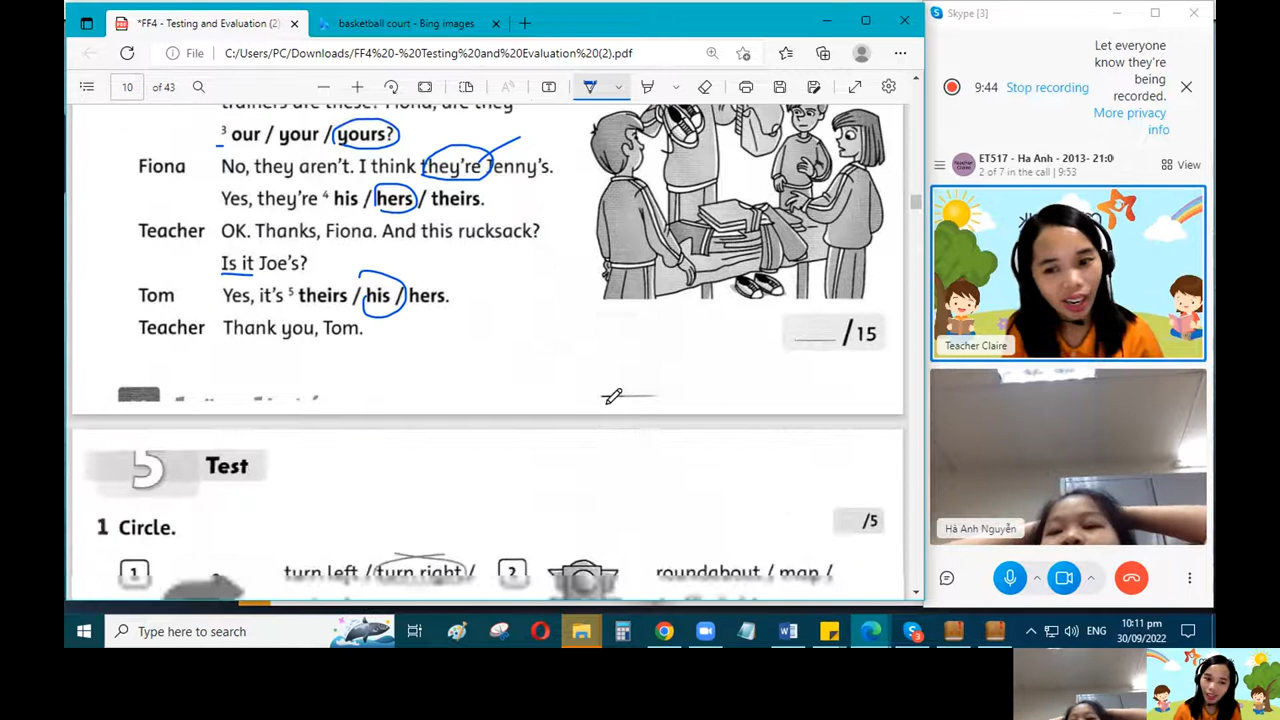 *FF4 - Testing and Evaluation (2)
basketball court - Bing images
Skype [3]
File
C:/Users/PC/Downloads/FF4%20-%20Testing%20and%20Evaluation%20(2).pdf
10 of 43
Let everyone
know they're
being
recorded.
9:44 Stop recording
More privacy
info
ET517 - Ha Anh - 2013- 21:0
2 of 7 in the call | 9:53
View
trainers are these? Fiona, are they
3 our / your / yours?
Fiona No, they aren't. I think they're Jenny's.
Yes, they're 4 his / hers / theirs.
Teacher OK. Thanks, Fiona. And this rucksack?
Is it Joe's?
Tom Yes, it's 5 theirs / his / hers.
Teacher Thank you, Tom.
/ 15
5 Test
1 Circle.
/5
1 turn left / turn right /
2 roundabout / map /
Teacher Claire
Hà Anh Nguyễn
Type here to search
ENG
10:11 pm
30/09/2022